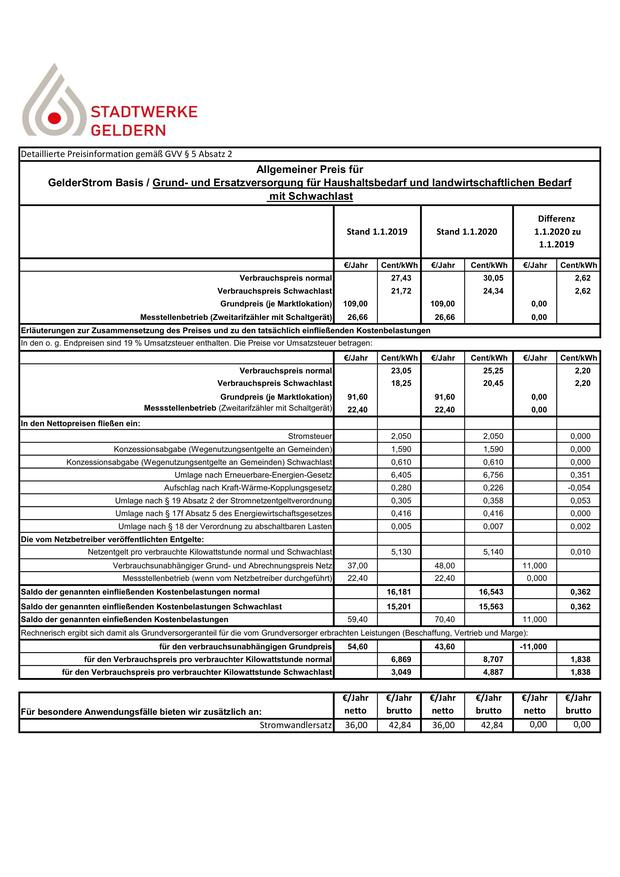 STADTWERKE
GELDERN
Detaillierte Preisinformation gemäß GVV § 5 Absatz 2
Allgemeiner Preis für
GelderStrom Basis / Grund- und Ersatzversorgung für Haushaltsbedarf und landwirtschaftlichen Bedarf
mit Schwachlast
Stand 1.1.2019 Stand 1.1.2020 Differenz 1.1.2020 zu 1.1.2019
€/Jahr Cent/kWh €/Jahr Cent/kWh €/Jahr Cent/kWh
Verbrauchspreis normal 27,43 30,05 2,62
Verbrauchspreis Schwachlast 21,72 24,34 2,62
Grundpreis (je Marktlokation) 109,00 109,00 0,00
Messtellenbetrieb (Zweitarifzähler mit Schaltgerät) 26,66 26,66 0,00
Erläuterungen zur Zusammensetzung des Preises und zu den tatsächlich einfließenden Kostenbelastungen
In den o. g. Endpreisen sind 19 % Umsatzsteuer enthalten. Die Preise vor Umsatzsteuer betragen:
€/Jahr Cent/kWh €/Jahr Cent/kWh €/Jahr Cent/kWh
Verbrauchspreis normal 23,05 25,25 2,20
Verbrauchspreis Schwachlast 18,25 20,45 2,20
Grundpreis (je Marktlokation) 91,60 91,60 0,00
Messstellenbetrieb (Zweitarifzähler mit Schaltgerät) 22,40 22,40 0,00
In den Nettopreisen fließen ein:
Stromsteuer 2,050 2,050 0,000
Konzessionsabgabe (Wegenutzungsentgelte an Gemeinden) 1,590 1,590 0,000
Konzessionsabgabe (Wegenutzungsentgelte an Gemeinden) Schwachlast 0,610 0,610 0,000
Umlage nach Erneuerbare-Energien-Gesetz 6,405 6,756 0,351
Aufschlag nach Kraft-Wärme-Kopplungsgesetz 0,280 0,226 -0,054
Umlage nach § 19 Absatz 2 der Stromnetzentgeltverordnung 0,305 0,358 0,053
Umlage nach § 17f Absatz 5 des Energiewirtschaftsgesetzes 0,416 0,416 0,000
Umlage nach § 18 der Verordnung zu abschaltbaren Lasten 0,005 0,007 0,002
Die vom Netzbetreiber veröffentlichten Entgelte:
Netzentgelt pro verbrauchte Kilowattstunde normal und Schwachlast 5,130 5,140 0,010
Verbrauchsunabhängiger Grund- und Abrechnungspreis Netz 37,00 48,00 11,000
Messstellenbetrieb (wenn vom Netzbetreiber durchgeführt) 22,40 22,40 0,000
Saldo der genannten einfließenden Kostenbelastungen normal 16,181 16,543 0,362
Saldo der genannten einfließenden Kostenbelastungen Schwachlast 15,201 15,563 0,362
Saldo der genannten einfließenden Kostenbelastungen 59,40 70,40 11,000
Rechnerisch ergibt sich damit als Grundversorgeranteil für die vom Grundversorger erbrachten Leistungen (Beschaffung, Vertrieb und Marge):
für den verbrauchsunabhängigen Grundpreis 54,60 43,60 -11,000
für den Verbrauchspreis pro verbrauchter Kilowattstunde normal 6,869 8,707 1,838
für den Verbrauchspreis pro verbrauchter Kilowattstunde Schwachlast 3,049 4,887 1,838
Für besondere Anwendungsfälle bieten wir zusätzlich an: €/Jahr netto €/Jahr brutto €/Jahr netto €/Jahr brutto €/Jahr netto €/Jahr brutto
Stromwandlersatz 36,00 42,84 36,00 42,84 0,00 0,00